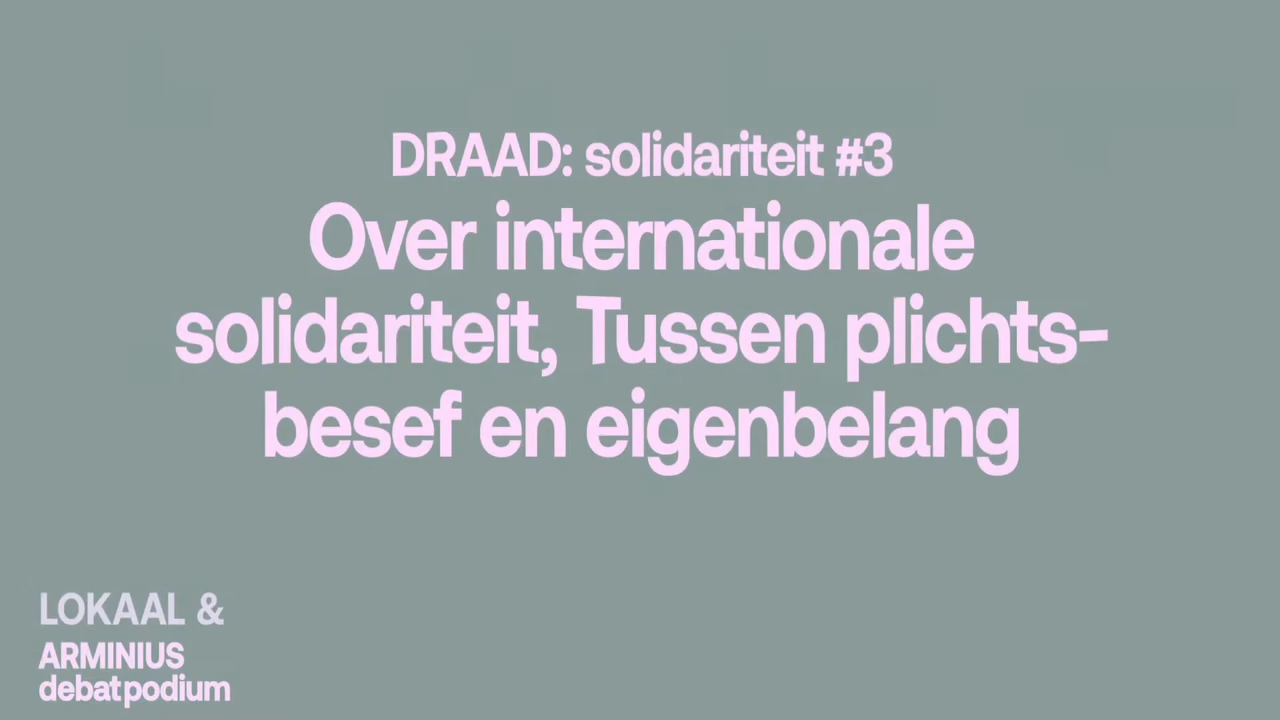 DRAAD: solidariteit #3
Over internationale
solidariteit, Tussen plichts-
besef en eigenbelang
LOKAAL &
ARMINIUS
debatpodium